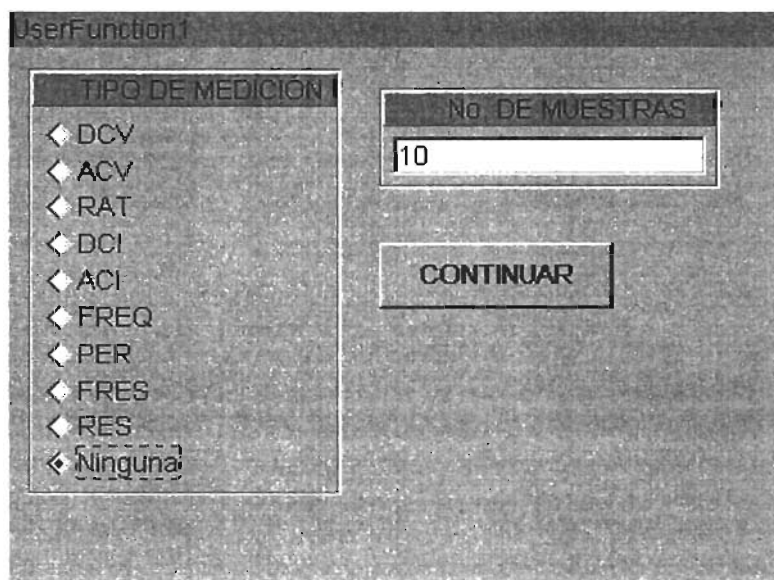 UserFunction1
TIPO DE MEDICIÓN
DCV
ACV
RAT
DCI
ACI
FREQ
PER
FRES
RES
Ninguna
No. DE MUESTRAS
10
CONTINUAR